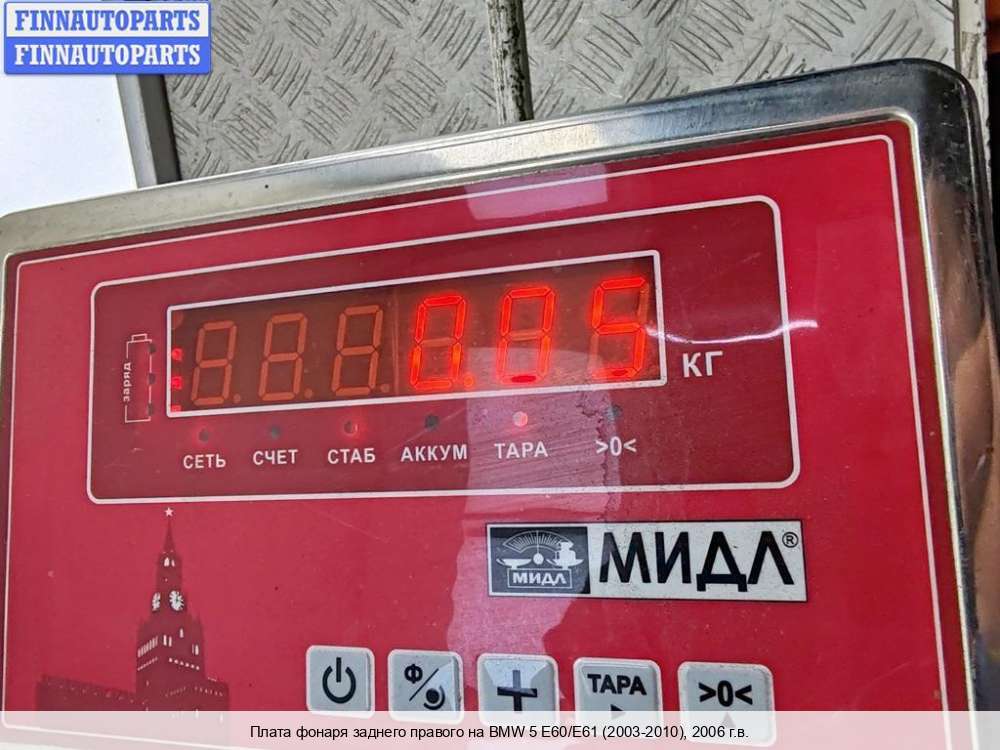 FINNAUTOPARTS
FINNAUTOPARTS
заряд
0.05
КГ
СЕТЬ СЧЕТ СТАБ АККУМ ТАРА >0<
МИДЛ
МИДЛ®
Ф
ТАРА
>0<
Плата фонаря заднего правого на BMW 5 E60/E61 (2003-2010), 2006 г.в.